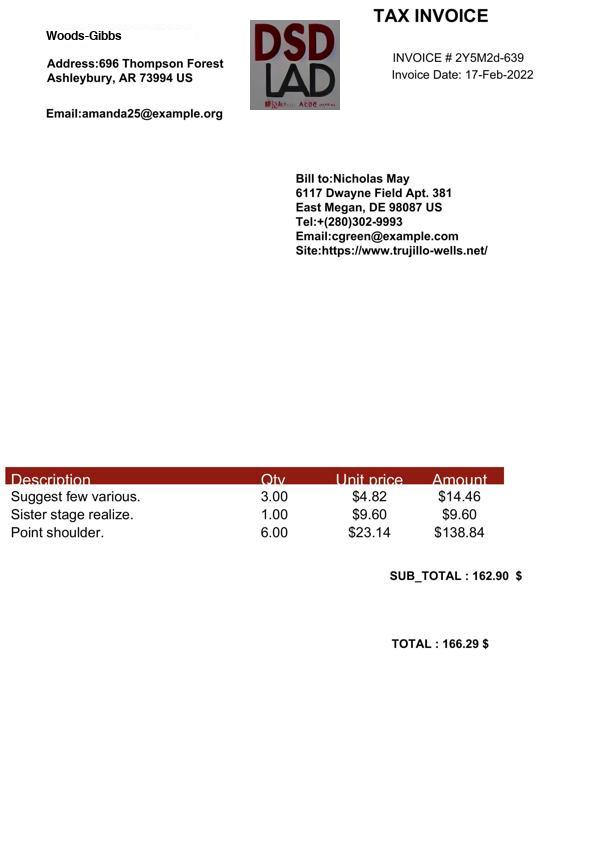 TAX INVOICE
Woods-Gibbs
INVOICE # 2Y5M2d-639
Invoice Date: 17-Feb-2022
Address:696 Thompson Forest
Ashleybury, AR 73994 US
Email:amanda25@example.org
DSD
LAD
Bill to:Nicholas May
6117 Dwayne Field Apt. 381
East Megan, DE 98087 US
Tel:+(280)302-9993
Email:cgreen@example.com
Site:https://www.trujillo-wells.net/
Description Qty Unit price Amount
Suggest few various. 3.00 $4.82 $14.46
Sister stage realize. 1.00 $9.60 $9.60
Point shoulder. 6.00 $23.14 $138.84
SUB_TOTAL : 162.90 $
TOTAL : 166.29 $